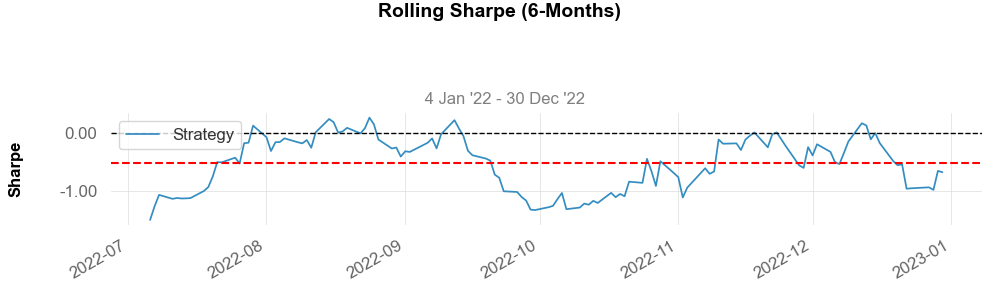 Rolling Sharpe (6-Months)
4 Jan '22 - 30 Dec '22
Sharpe
0.00
-1.00
Strategy
2022-07
2022-08
2022-09
2022-10
2022-11
2022-12
2023-01